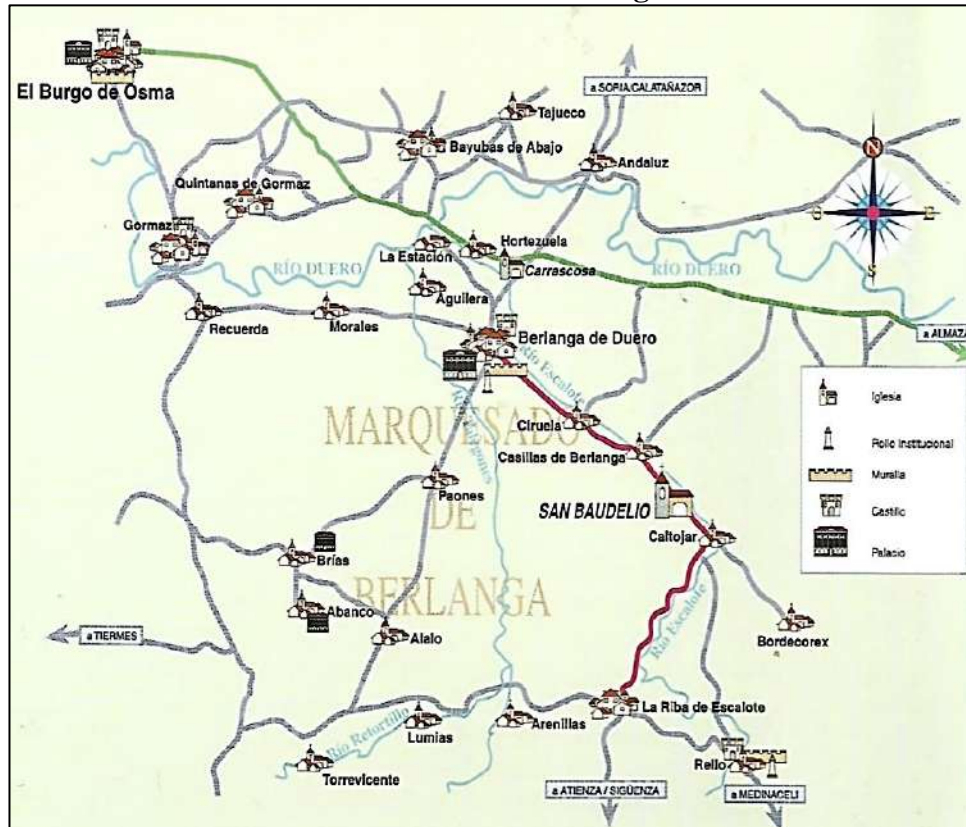 El Burgo de Osma
a SORIA/CALATAÑAZOR
Tajueco
Bayubas de Abajo
Andaluz
N
Quintanas de Gormaz
Gormaz
E
S
Hortezuela
La Estación
Carrascosa
RÍO DUERO
RÍO DUERO
Aguilera
Recuerda
Morales
Berlanga de Duero
a ALMAZA
Río Escalote
Iglesia
MARQUESADO
Ciruela
Rollo Institucional
Casillas de Berlanga
Muralla
Paones
SAN BAUDELIO
Castillo
DE
Caltojar
Palacio
Brías
BERLANGA
Abanco
Río Escalote
a TIERMES
Alalo
Bordecorex
La Riba de Escalote
Arenillas
Río Retortillo
Lumias
Torrevicente
Rello
a ATIENZA / SIGÜENZA
a MEDINACELI